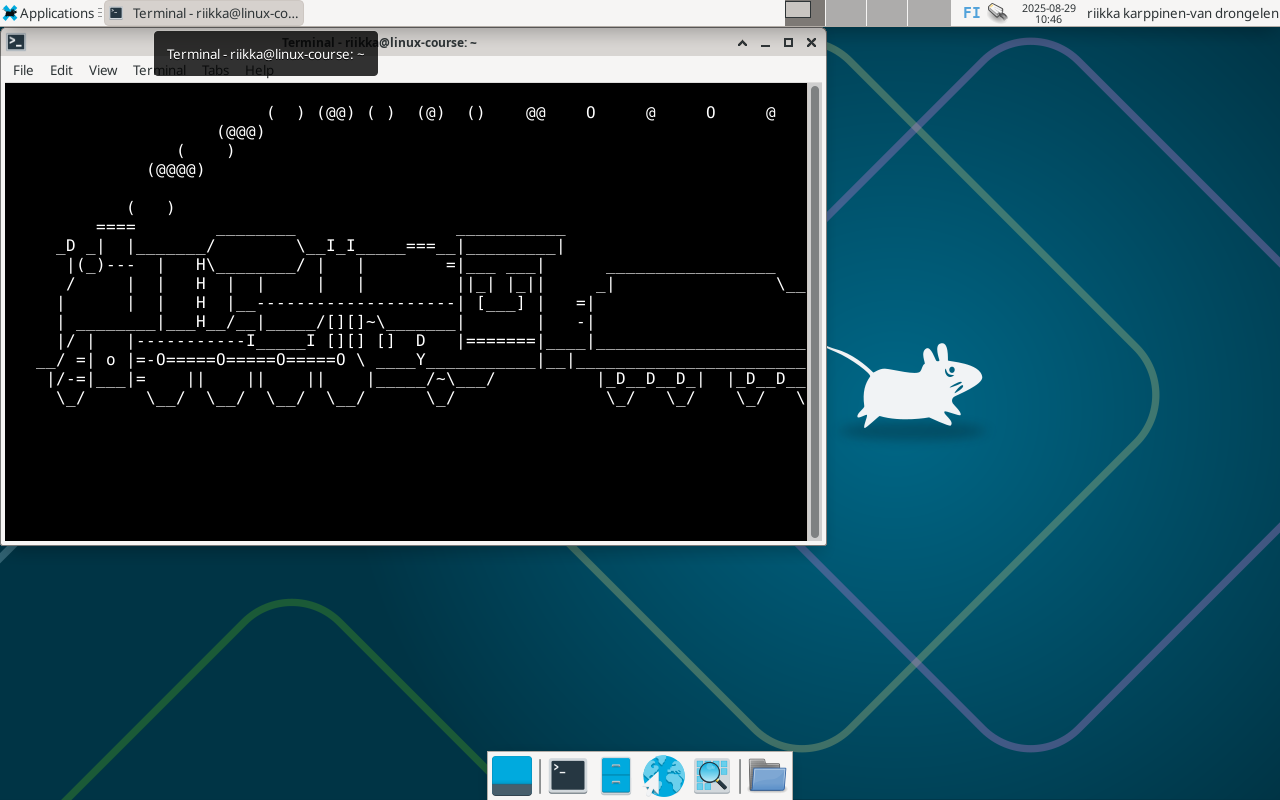 Applications
Terminal - riikka@linux-co...
FI
2025-08-29
10:46
riikka karppinen-van drongelen
Terminal - riikka@linux-course: ~
Terminal - riikka@linux-course: ~
File Edit View Terminal Tabs Help
                          (  ) (@@) ( )  (@)  ()    @@    O     @     O     @
                     (@@@)
                 (    )
              (@@@@)

            (   )
         ====        ________                ___________
     _D _|  |_______/        \__I_I_____===__|_________|
      |(_)---  |   H\________/ |   |        =|___ ___|      _________________
      /     |  |   H  |  |     |   |         ||_| |_||     _|                \__
     |      |  |   H  |__--------------------| [___] |   =|
     | ________|___H__/__|_____/[][]~\_______|       |   -|
     |/ |   |-----------I_____I [][] []  D   |=======|____|_____________________
   __/ =| o |=-O=====O=====O=====O \ ____Y___________|__|_______________________
    |/-=|___|=    ||    ||    ||    |_____/~\___/          |_D__D__D_|  |_D__D__
     \_/      \__/  \__/  \__/  \__/      \_/               \_/   \_/    \_/   \